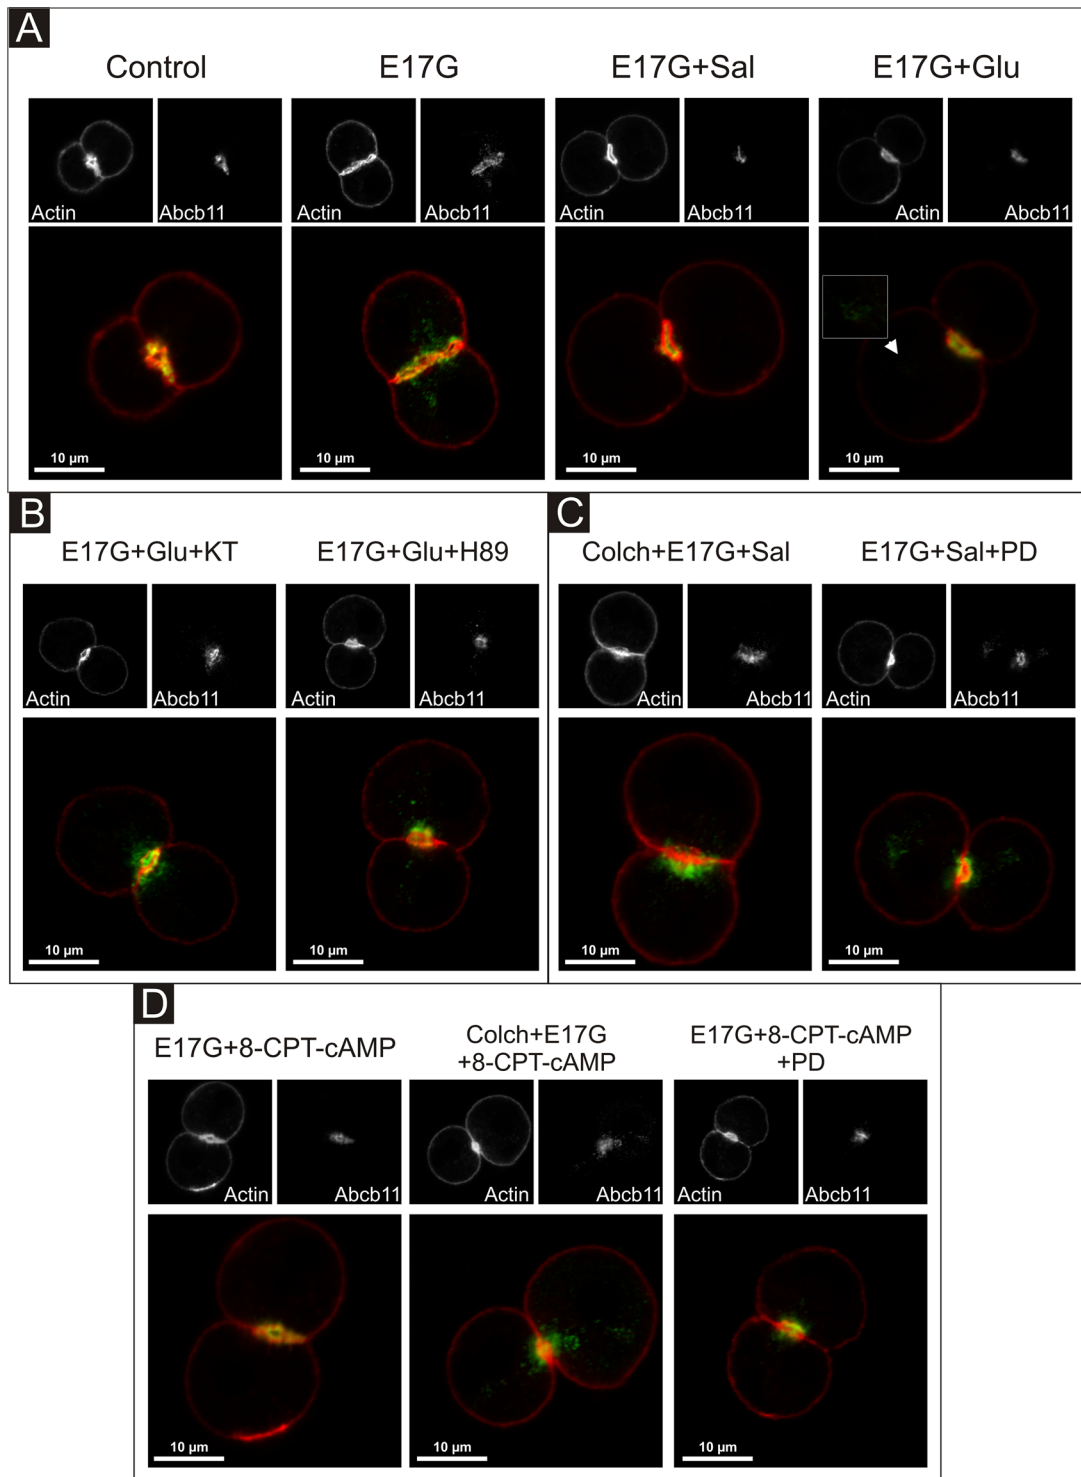 A
Control
E17G
E17G+Sal
E17G+Glu
Actin
Abcb11
Actin
Abcb11
Actin
Abcb11
Actin
Abcb11
10 µm
10 µm
10 µm
10 µm
B
E17G+Glu+KT
E17G+Glu+H89
Actin
Abcb11
Actin
Abcb11
10 µm
10 µm
C
Colch+E17G+Sal
E17G+Sal+PD
Actin
Abcb11
Actin
Abcb11
10 µm
10 µm
D
E17G+8-CPT-cAMP
Colch+E17G
+8-CPT-cAMP
E17G+8-CPT-cAMP
+PD
Actin
Abcb11
Actin
Abcb11
Actin
Abcb11
10 µm
10 µm
10 µm